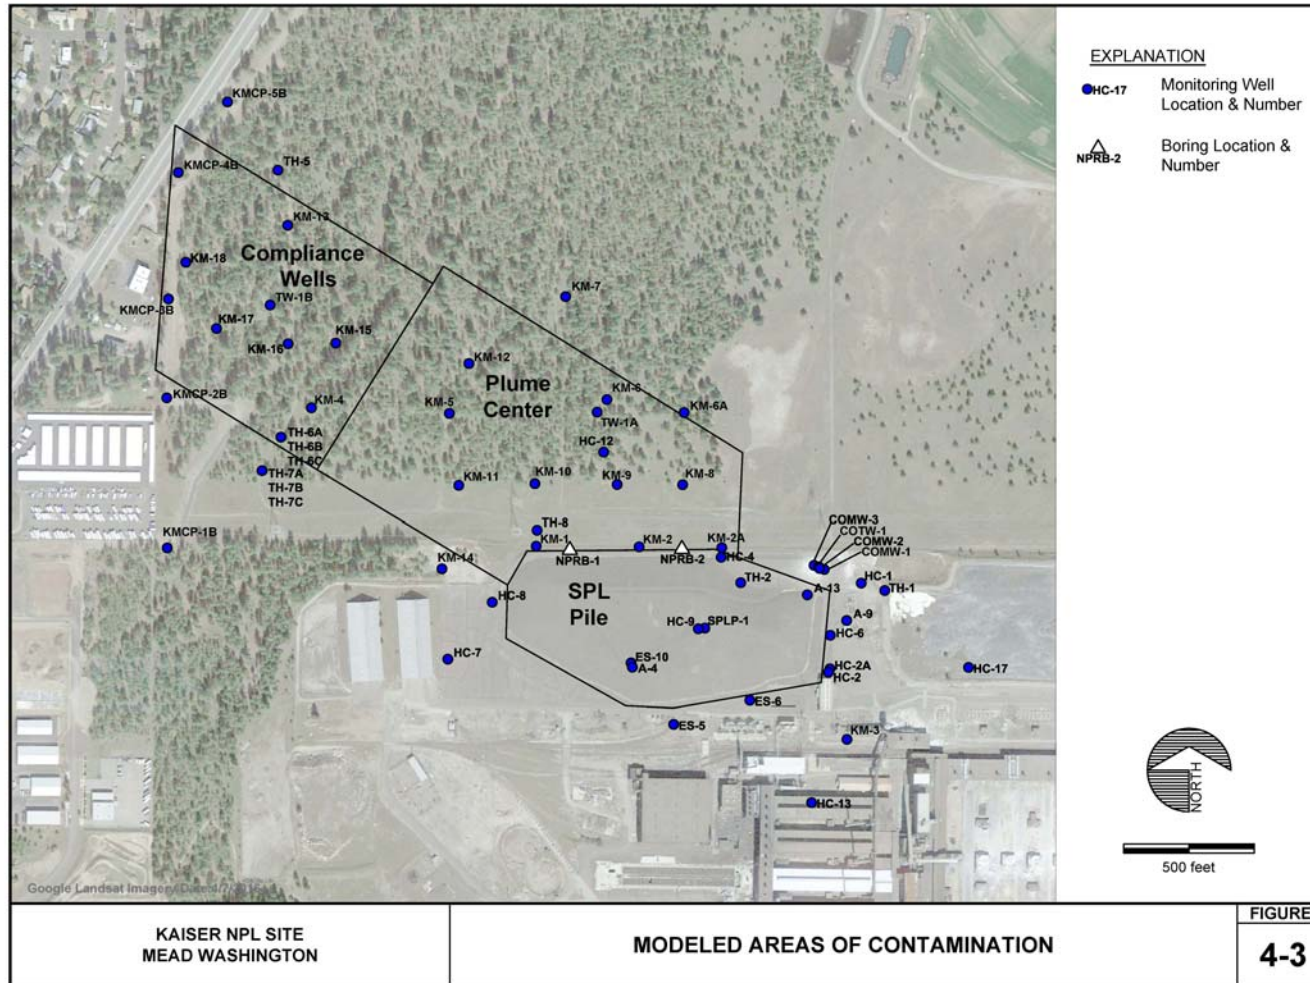 EXPLANATION
HC-17
Monitoring Well
Location & Number
NPRB-2
Boring Location &
Number
KMCP-5B
KMCP-4B
TH-5
KM-13
Compliance
Wells
KM-18
KMCP-3B
TW-1B
KM-7
KM-17
KM-16
KM-15
KM-12
Plume
Center
KMCP-2B
KM-4
KM-5
KM-6
KM-6A
TW-1A
TH-6A
TH-6B
TH-6C
HC-12
TH-7A
TH-7B
TH-7C
KM-11
KM-10
KM-9
KM-8
KMCP-1B
TH-8
KM-1
KM-2
KM-2A
COMW-3
COTW-1
COMW-2
COMW-1
NPRB-1
NPRB-2
HC-4
KM-14
HC-8
SPL
Pile
TH-2
A-13
HC-1
TH-1
HC-9
SPLP-1
A-9
HC-6
HC-7
ES-10
A-4
HC-2A
HC-2
HC-17
ES-6
ES-5
KM-3
HC-13
NORTH
500 feet
Google Landsat Imagery Date:
KAISER NPL SITE
MEAD WASHINGTON
MODELED AREAS OF CONTAMINATION
FIGURE
4-3